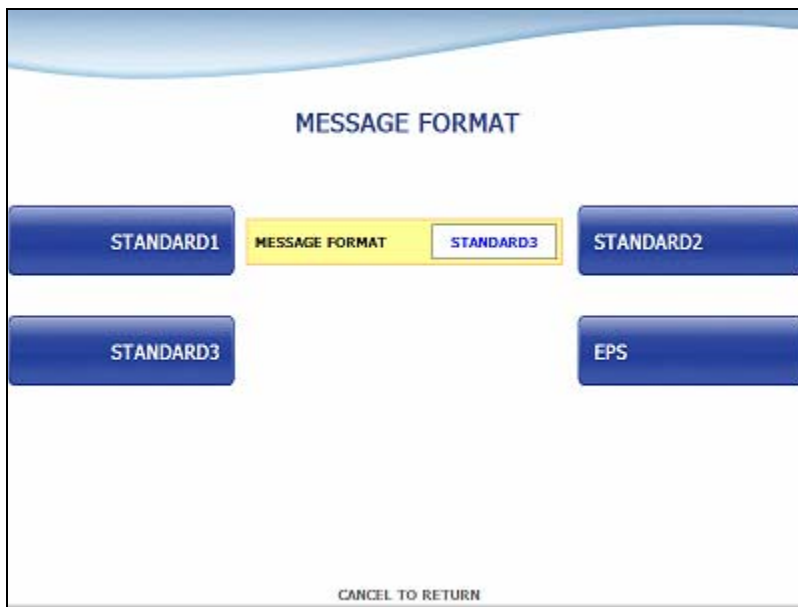 MESSAGE FORMAT
STANDARD1
MESSAGE FORMAT STANDARD3
STANDARD2
STANDARD3
EPS
CANCEL TO RETURN